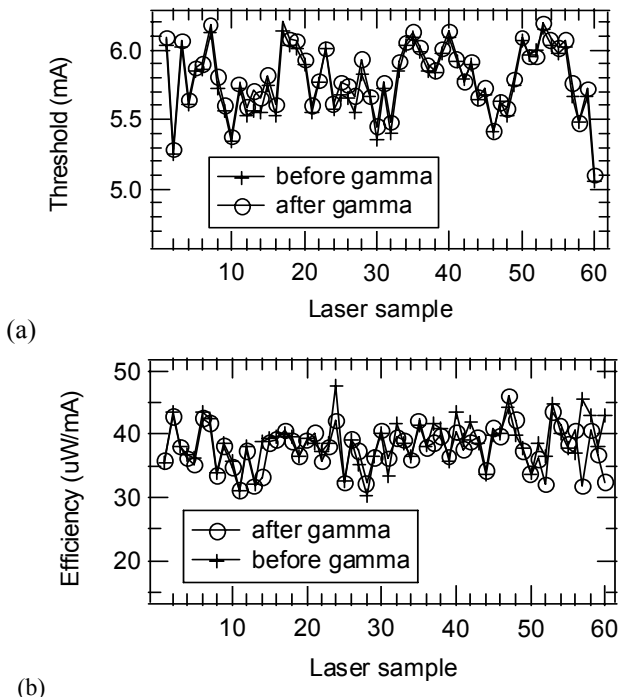 6.0
5.5
5.0
Threshold (mA)
before gamma
after gamma
10 20 30 40 50 60
Laser sample
(a)
50
40
30
20
Efficiency (uW/mA)
after gamma
before gamma
10 20 30 40 50 60
Laser sample
(b)